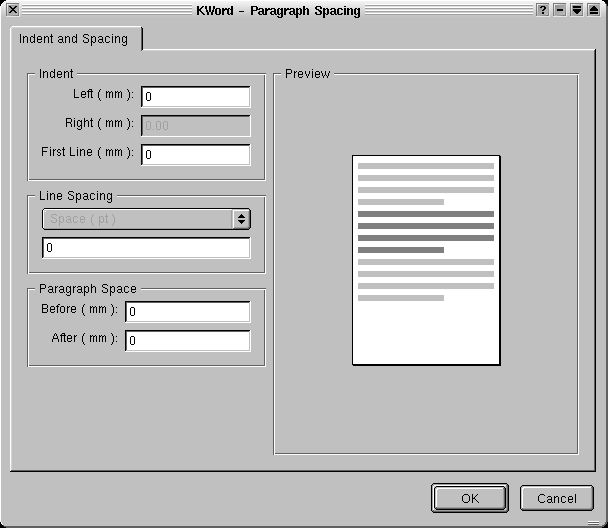 KWord - Paragraph Spacing
Indent and Spacing
Indent
Left ( mm ): 0
Right ( mm ): 0.00
First Line ( mm ): 0
Line Spacing
Space ( pt )
0
Paragraph Space
Before ( mm ): 0
After ( mm ): 0
Preview
OK Cancel